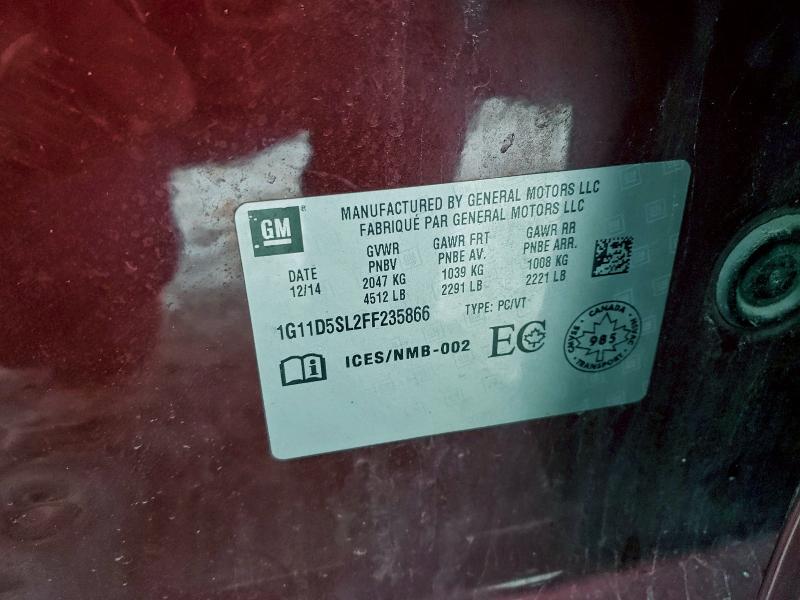 GM
MANUFACTURED BY GENERAL MOTORS LLC
FABRIQUÉ PAR GENERAL MOTORS LLC
DATE
12/14
GVWR
PNBV
2047 KG
4512 LB
GAWR FRT
PNBE AV.
1039 KG
2291 LB
GAWR RR
PNBE ARR.
1008 KG
2221 LB
1G11D5SL2FF235866
TYPE: PC/VT
i ICES/NMB-002
EC
CANADA
985
TRANSPORT